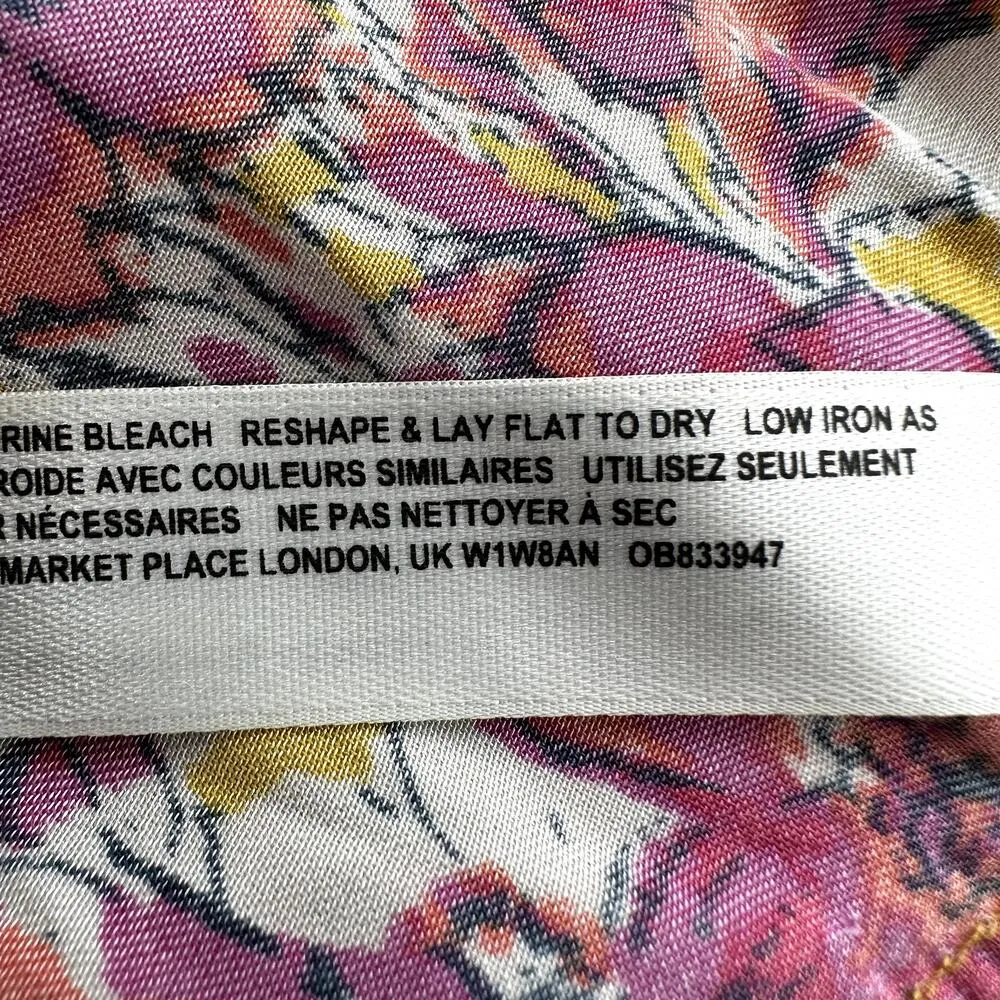 RINE BLEACH RESHAPE & LAY FLAT TO DRY LOW IRON AS
ROIDE AVEC COULEURS SIMILAIRES UTILISEZ SEULEMENT
R NÉCESSAIRES NE PAS NETTOYER À SEC
MARKET PLACE LONDON, UK W1W8AN OB833947